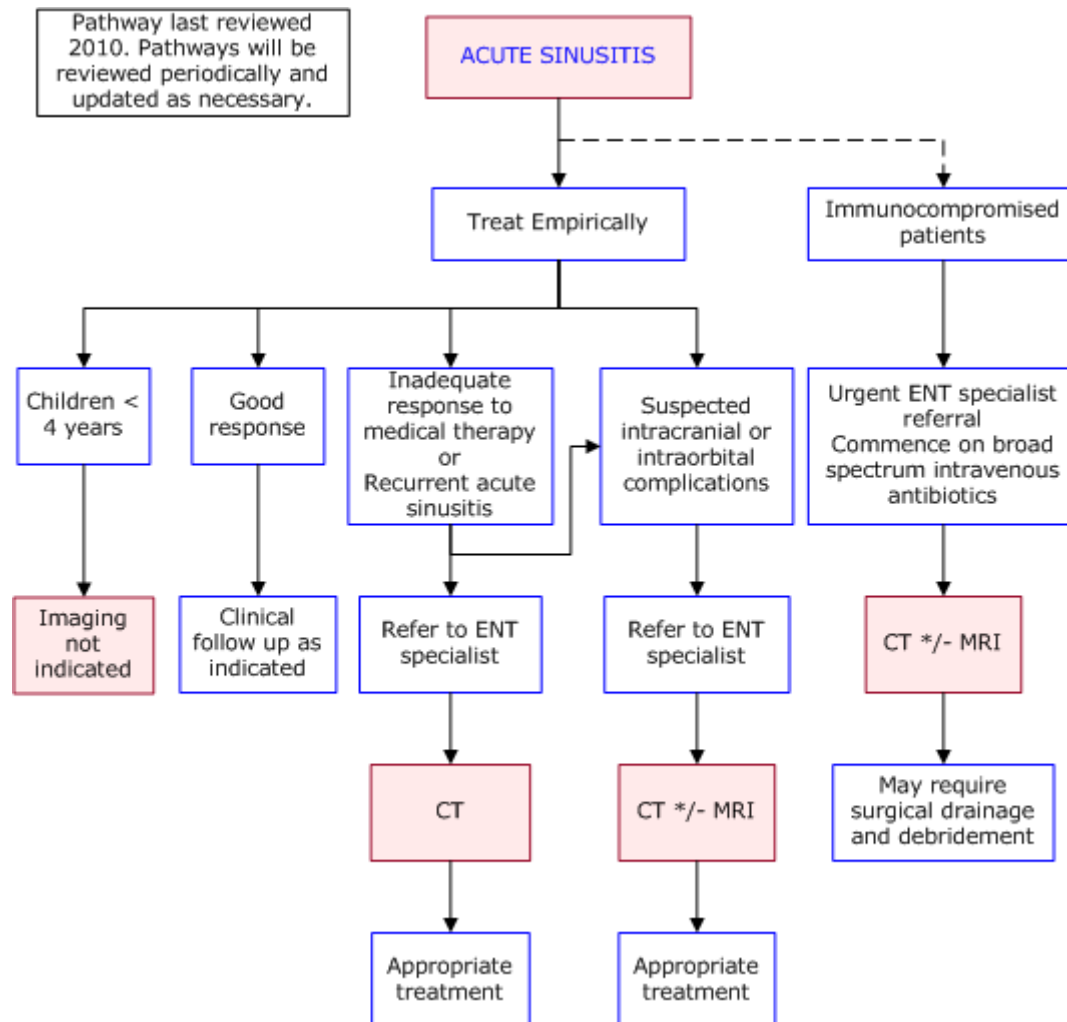 Pathway last reviewed
2010. Pathways will be
reviewed periodically and
updated as necessary.
ACUTE SINUSITIS
Treat Empirically
Immunocompromised
patients
Children <
4 years
Good
response
Inadequate
response to
medical therapy
or
Recurrent acute
sinusitis
Suspected
intracranial or
intraorbital
complications
Urgent ENT specialist
referral
Commence on broad
spectrum intravenous
antibiotics
Imaging
not
indicated
Clinical
follow up as
indicated
Refer to ENT
specialist
Refer to ENT
specialist
CT */- MRI
CT
CT */- MRI
May require
surgical drainage
and debridement
Appropriate
treatment
Appropriate
treatment